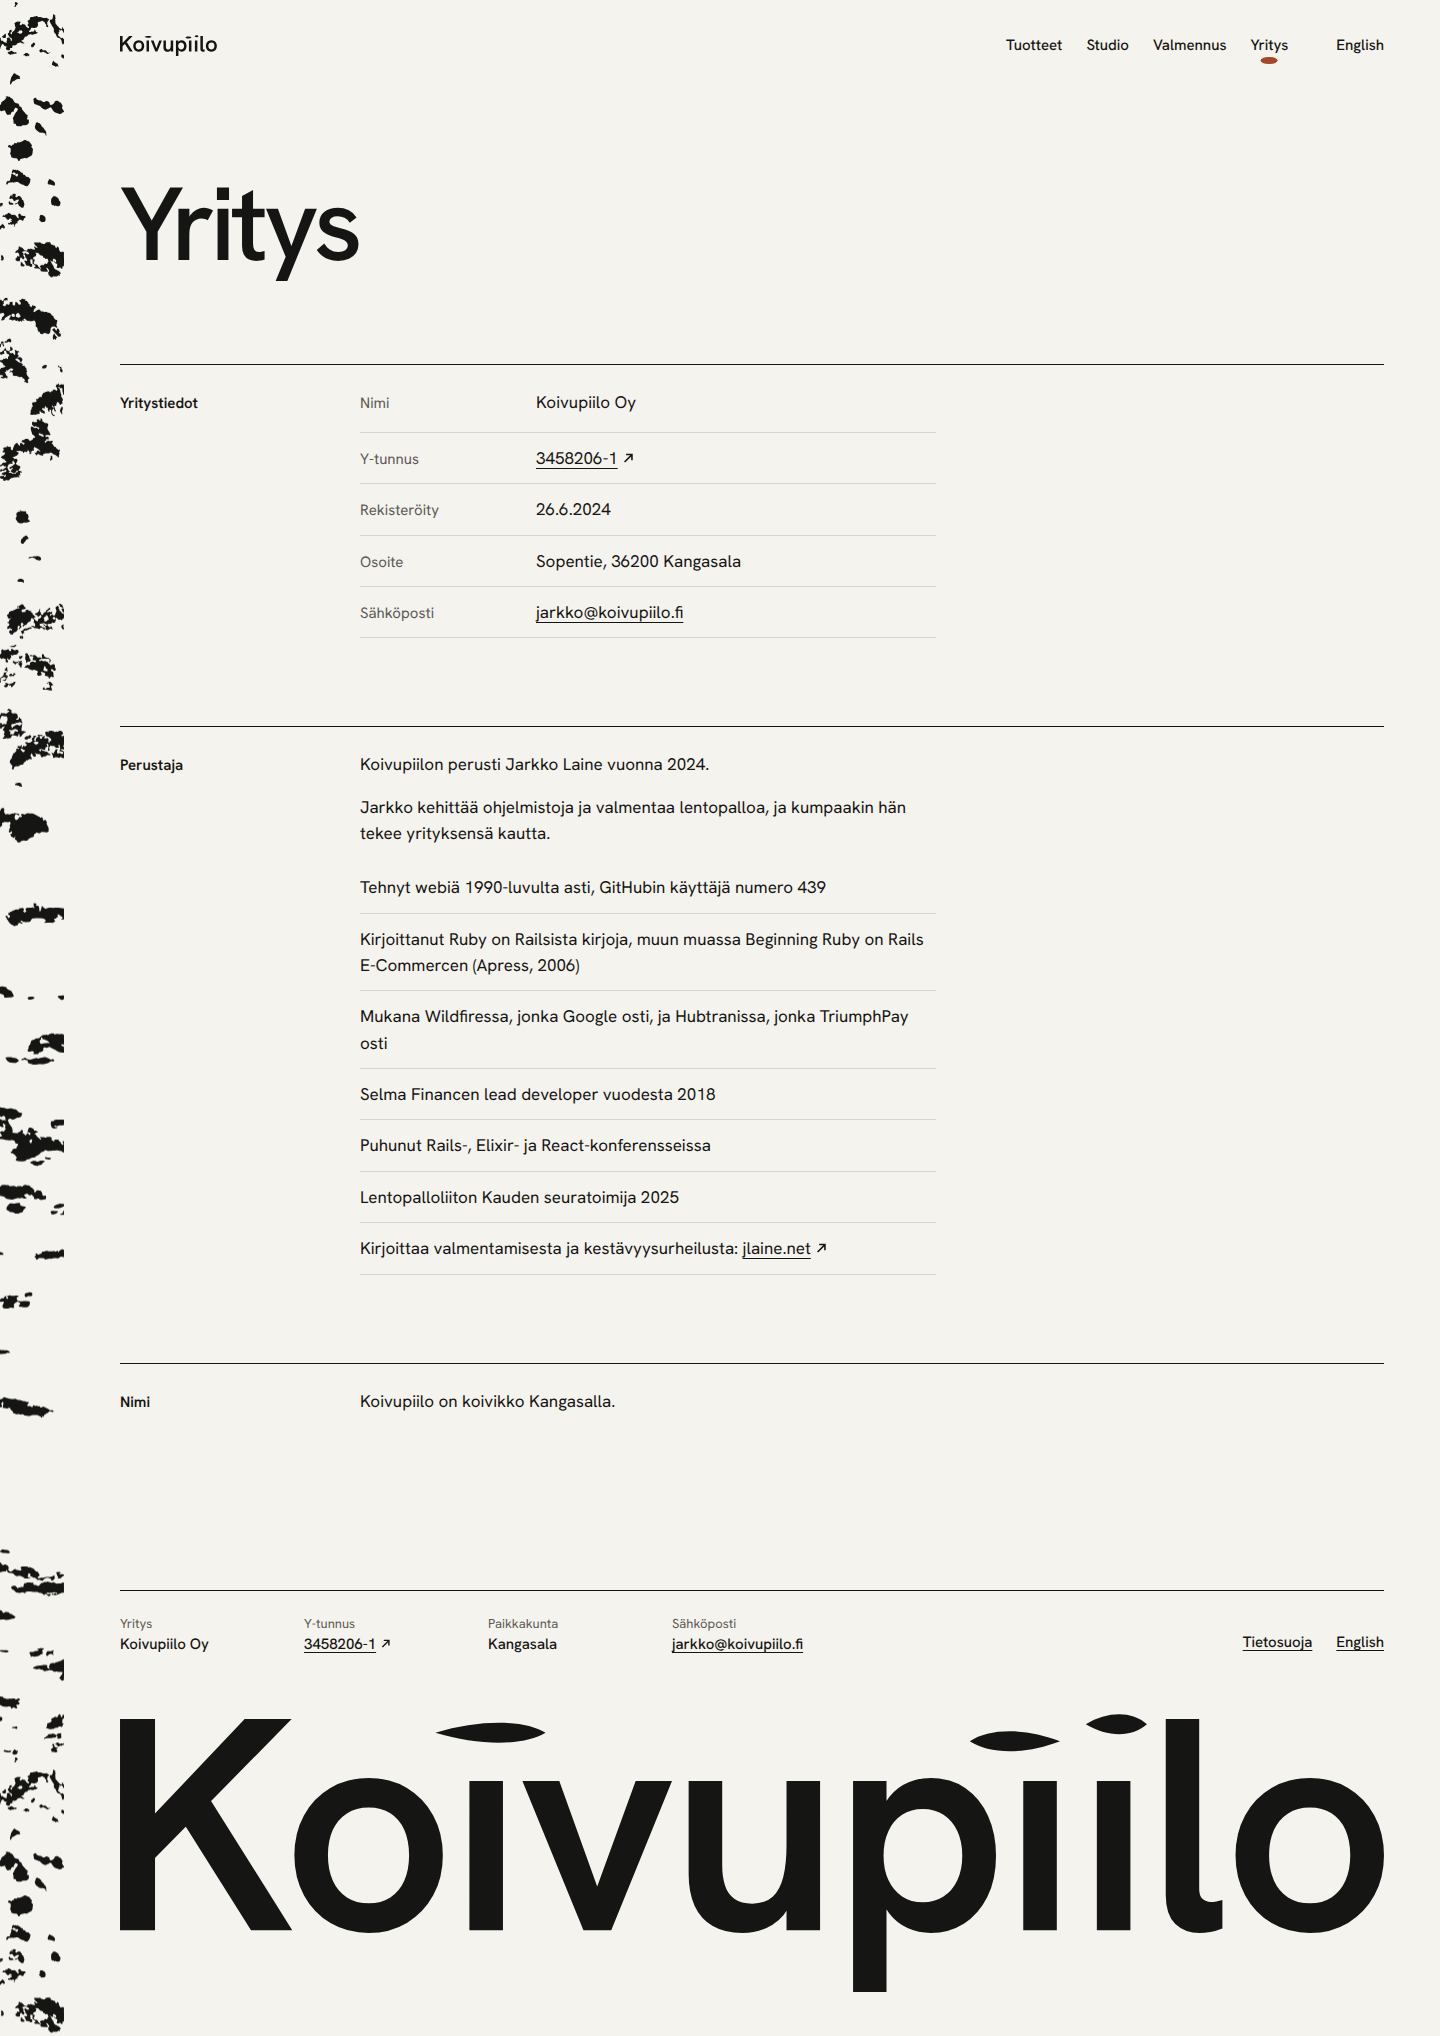 Koivupiilo
Tuotteet Studio Valmennus Yritys English
Yritys
Yritystiedot
Nimi Koivupiilo Oy
Y-tunnus 3458206-1 ↗
Rekisteröity 26.6.2024
Osoite Sopentie, 36200 Kangasala
Sähköposti jarkko@koivupiilo.fi
Perustaja
Koivupiilon perusti Jarkko Laine vuonna 2024.
Jarkko kehittää ohjelmistoja ja valmentaa lentopalloa, ja kumpaakin hän
tekee yrityksensä kautta.
Tehnyt webiä 1990-luvulta asti, GitHubin käyttäjä numero 439
Kirjoittanut Ruby on Railsista kirjoja, muun muassa Beginning Ruby on Rails
E-Commercen (Apress, 2006)
Mukana Wildfiressa, jonka Google osti, ja Hubtranissa, jonka TriumphPay
osti
Selma Financen lead developer vuodesta 2018
Puhunut Rails-, Elixir- ja React-konferensseissa
Lentopalloliiton Kauden seuratoimija 2025
Kirjoittaa valmentamisesta ja kestävyysurheilusta: jlaine.net ↗
Nimi
Koivupiilo on koivikko Kangasalla.
Yritys Y-tunnus Paikkakunta Sähköposti
Koivupiilo Oy 3458206-1 ↗ Kangasala jarkko@koivupiilo.fi Tietosuoja English
Koivupiilo